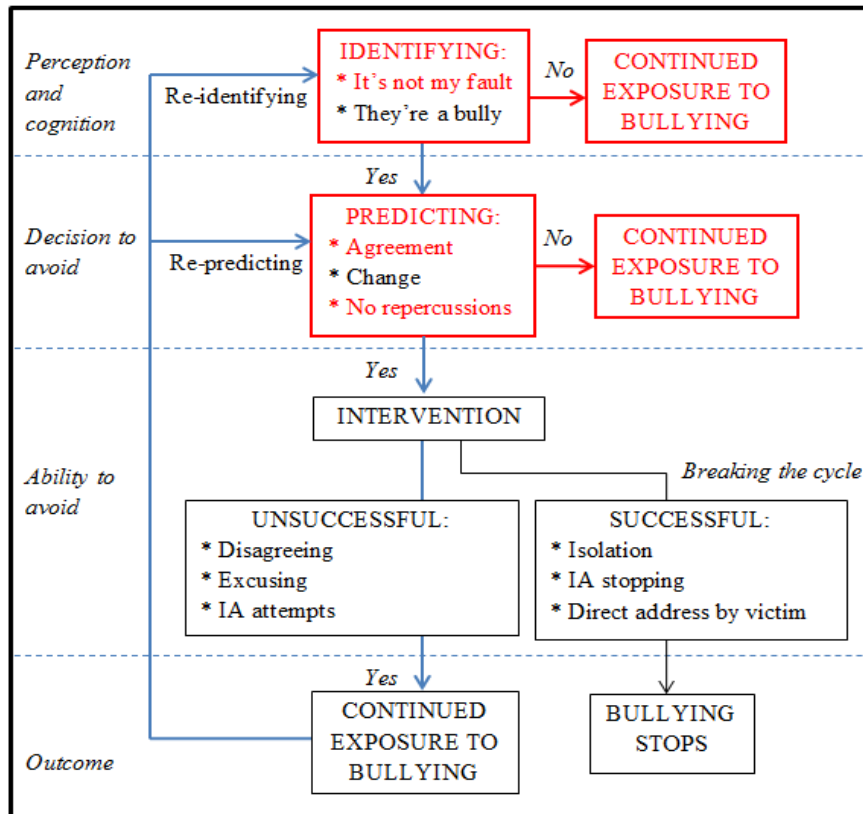 Perception
and
cognition
Re-identifying
IDENTIFYING:
* It's not my fault
* They're a bully
No
CONTINUED
EXPOSURE TO
BULLYING
Yes
Decision to
avoid
Re-predicting
PREDICTING:
* Agreement
* Change
* No repercussions
No
CONTINUED
EXPOSURE TO
BULLYING
Yes
INTERVENTION
Ability to
avoid
Breaking the cycle
UNSUCCESSFUL:
* Disagreeing
* Excusing
* IA attempts
SUCCESSFUL:
* Isolation
* IA stopping
* Direct address by victim
Yes
Outcome
CONTINUED
EXPOSURE TO
BULLYING
BULLYING
STOPS